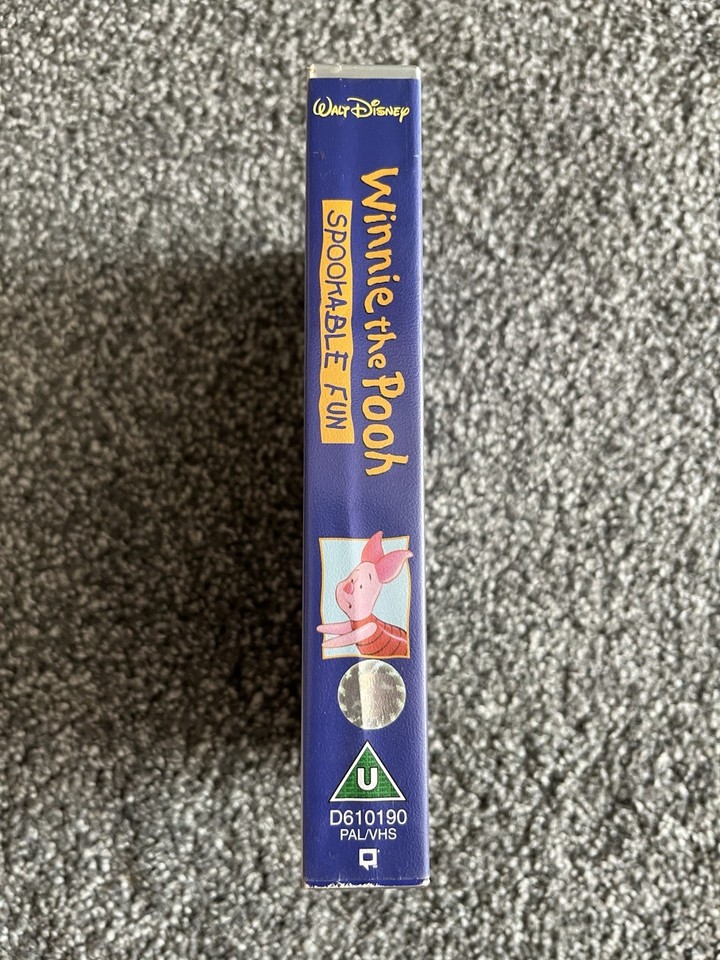 WALT DISNEY
Winnie the Pooh
SPOOKABLE FUN
U
D610190
PAL/VHS